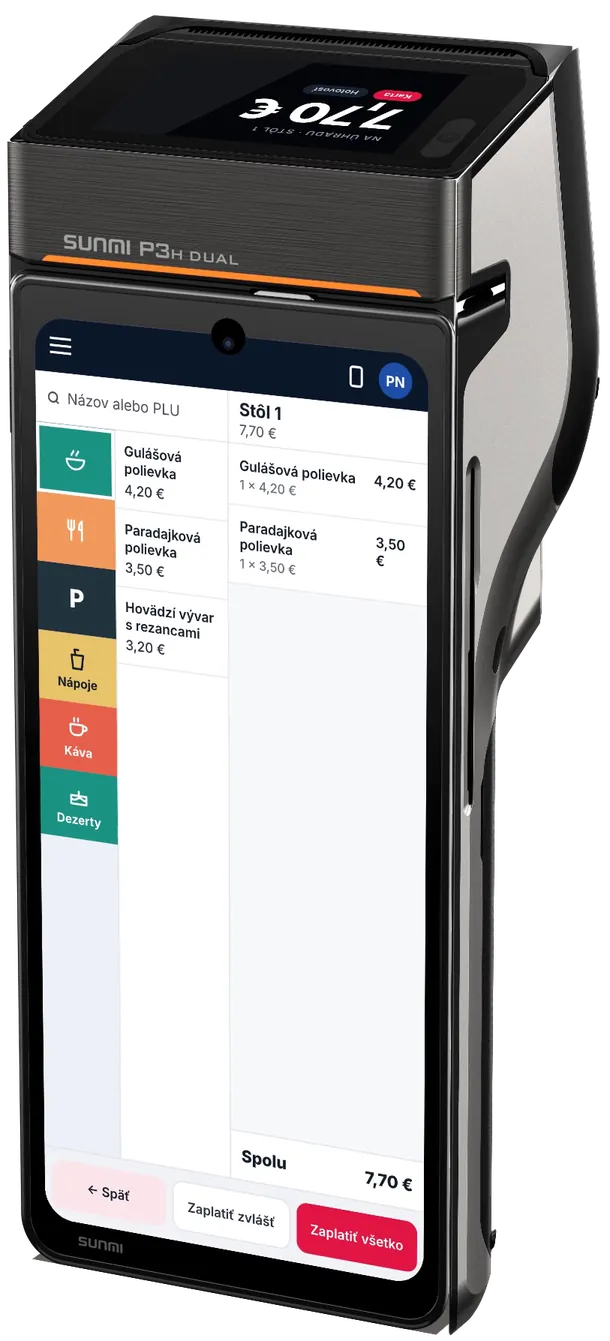 Karta
Hotovosť
7,70 €
NA ÚHRADU · STÔL 1
SUNMI P3H DUAL
PN
Názov alebo PLU
Stôl 1
7,70 €
Gulášová
polievka
4,20 €
Paradajková
polievka
3,50 €
Hovädzí vývar
s rezancami
3,20 €
P
Nápoje
Káva
Dezerty
Gulášová polievka
4,20 €
1 × 4,20 €
Paradajková
polievka
3,50
€
1 × 3,50 €
Spolu
7,70 €
← Späť
Zaplatiť zvlášť
Zaplatiť všetko
SUNMI